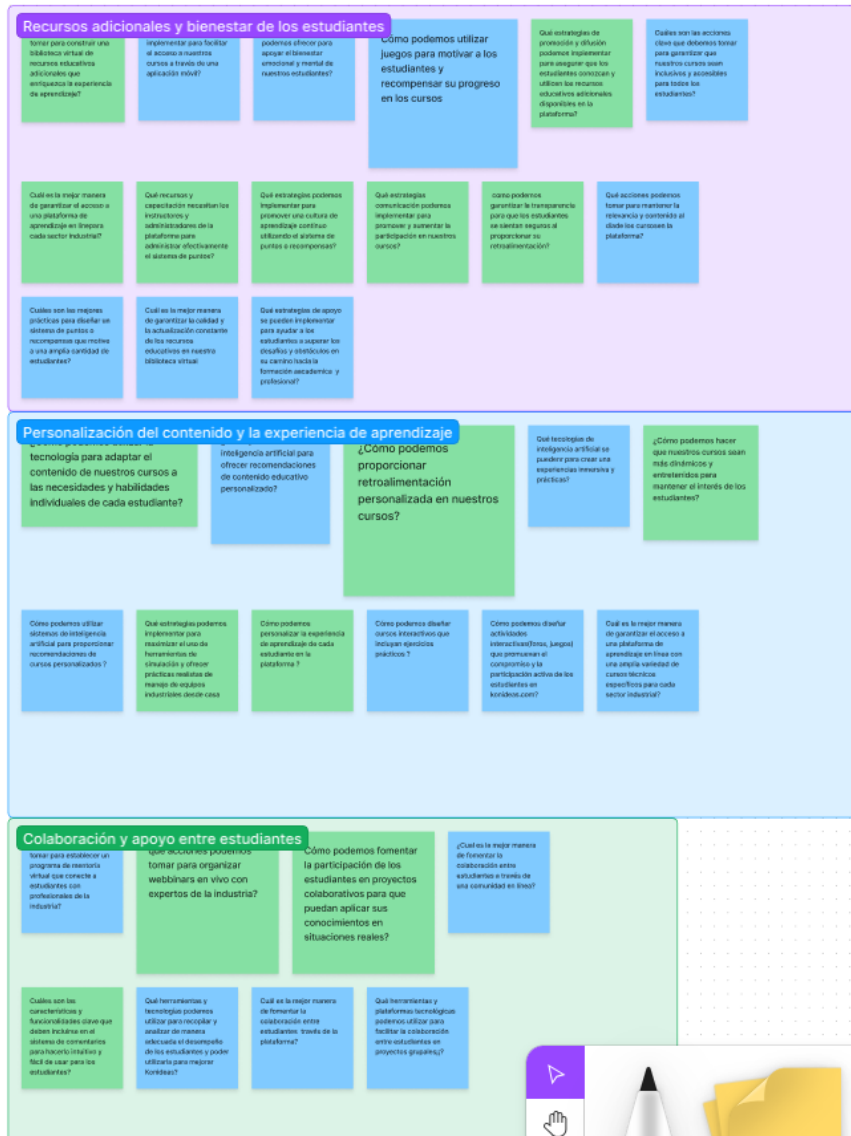 Recursos adicionales y bienestar de los estudiantes
tomar para construir una
biblioteca virtual de
recursos educativos
adicionales que
enriquezca la experiencia
de aprendizaje?
implementar para facilitar
el acceso a nuestros
cursos a través de una
aplicación móvil?
podemos ofrecer para
apoyar el bienestar
emocional y mental de
nuestros estudiantes?
Cómo podemos utilizar
juegos para motivar a los
estudiantes y
recompensar su progreso
en los cursos
Qué estrategias de
promoción y difusión
podemos implementar
para asegurar que los
estudiantes conozcan y
utilicen los recursos
educativos adicionales
disponibles en la
plataforma?
Cuáles son las acciones
clave que debemos tomar
para garantizar que
nuestros cursos sean
inclusivos y accesibles
para todos los
estudiantes?
Cuál es la mejor manera
de garantizar el acceso a
una plataforma de
aprendizaje en línepara
cada sector industrial?
Qué recursos y
capacitación necesitan los
instructores y
administradores de la
plataforma para
administrar efectivamente
el sistema de puntos?
Qué estrategias podemos
implementar para
promover una cultura de
aprendizaje continuo
utilizando el sistema de
puntos o recompensas?
Qué estrategias
comunicación podemos
implementar para
promover y aumentar la
participación en nuestros
cursos?
como podemos
garantizar la transparencia
para que los estudiantes
se sientan seguros al
proporcionar su
retroalimentación?
Qué acciones podemos
tomar para mantener la
relevancia y contenido al
díade los cursosen la
plataforma?
Cuáles son las mejores
prácticas para diseñar un
sistema de puntos o
recompensas que motive
a una amplia cantidad de
estudiantes?
Cuál es la mejor manera
de garantizar la calidad y
la actualización constante
de los recursos
educativos en nuestra
biblioteca virtual
Qué estrategias de apoyo
se pueden implementar
para ayudar a los
estudiantes a superar los
desafíos y obstáculos en
su camino hacia la
formación aecademica y
profesional?
Personalización del contenido y la experiencia de aprendizaje
tecnología para adaptar el
contenido de nuestros cursos a
las necesidades y habilidades
individuales de cada estudiante?
inteligencia artificial para
ofrecer recomendaciones
de contenido educativo
personalizado?
¿Cómo podemos
proporcionar
retroalimentación
personalizada en nuestros
cursos?
Qué tecologías de
inteligencia artificial se
puedenr para crear una
experiencias inmersiva y
prácticas?
¿Cómo podemos hacer
que nuestros cursos sean
más dinámicos y
entretenidos para
mantener el interés de los
estudiantes?
Cómo podemos utilizar
sistemas de inteligencia
artificial para proporcionar
recomendaciones de
cursos personalizados ?
Qué estrategias podemos
implementar para
maximizar el uso de
herramientas de
simulación y ofrecer
prácticas realistas de
manejo de equipos
industriales desde casa
Cómo podemos
personalizar la experiencia
de aprendizaje de cada
estudiante en la
plataforma ?
Cómo podemos diseñar
cursos interactivos que
incluyan ejercicios
prácticos ?
Cómo podemos diseñar
actividades
interactivas(foros, juegos)
que promuevan el
compromiso y la
participación activa de los
estudiantes en
konideas.com?
Cuál es la mejor manera
de garantizar el acceso a
una plataforma de
aprendizaje en línea con
una amplia variedad de
cursos técnicos
específicos para cada
sector industrial?
Colaboración y apoyo entre estudiantes
tomar para establecer un
programa de mentoría
virtual que conecte a
estudiantes con
profesionales de la
industria?
que acciones podemos
tomar para organizar
webbinars en vivo con
expertos de la industria?
Cómo podemos fomentar
la participación de los
estudiantes en proyectos
colaborativos para que
puedan aplicar sus
conocimientos en
situaciones reales?
¿Cual es la mejor manera
de fomentar la
colaboración entre
estudiantes a través de
una comunidad en línea?
Cuáles son las
características y
funcionalidades clave que
deben incluirse en el
sistema de comentarios
para hacerlo intuitivo y
fácil de usar para los
estudiantes?
Qué herramientas y
tecnologías podemos
utilizar para recopilar y
analizar de manera
adecuada el desempeño
de los estudiantes y poder
utilizarla para mejorar
Konideas?
Cuál es la mejor manera
de fomentar la
colaboración entre
estudiantes través de la
plataforma?
Qué herramientas y
plataformas tecnológicas
podemos utilizar para
facilitar la colaboración
entre estudiantes en
proyectos grupales¿?